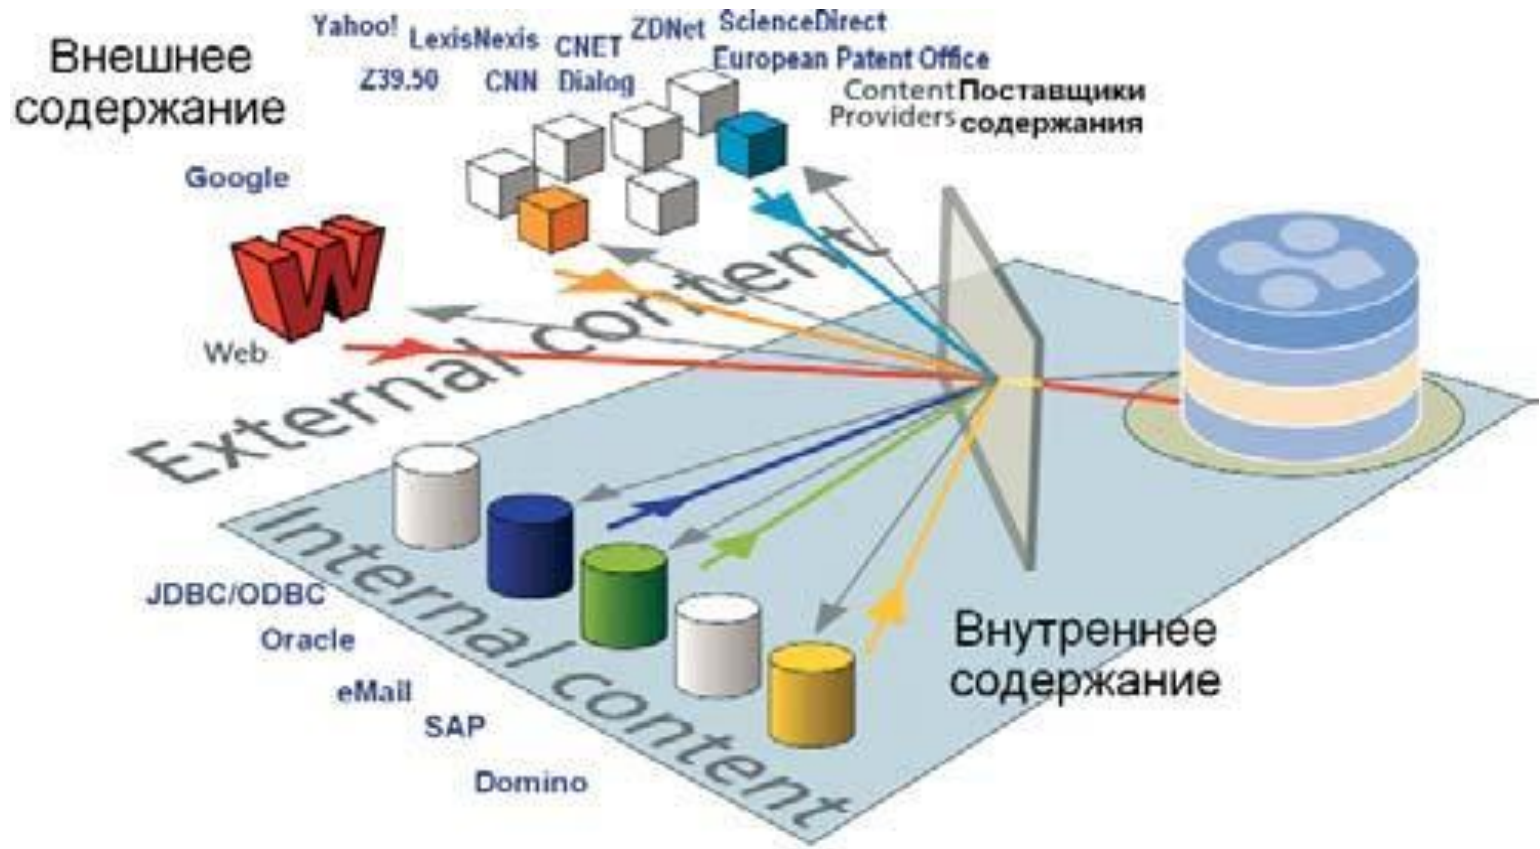 Внешнее
содержание
Yahoo!
LexisNexis
CNET
ZDNet
ScienceDirect
Z39.50
CNN
Dialog
European Patent Office
Content
Providers
Поставщики
содержания
Google
Web
External content
Internal content
JDBC/ODBC
Oracle
eMail
SAP
Domino
Внутреннее
содержание